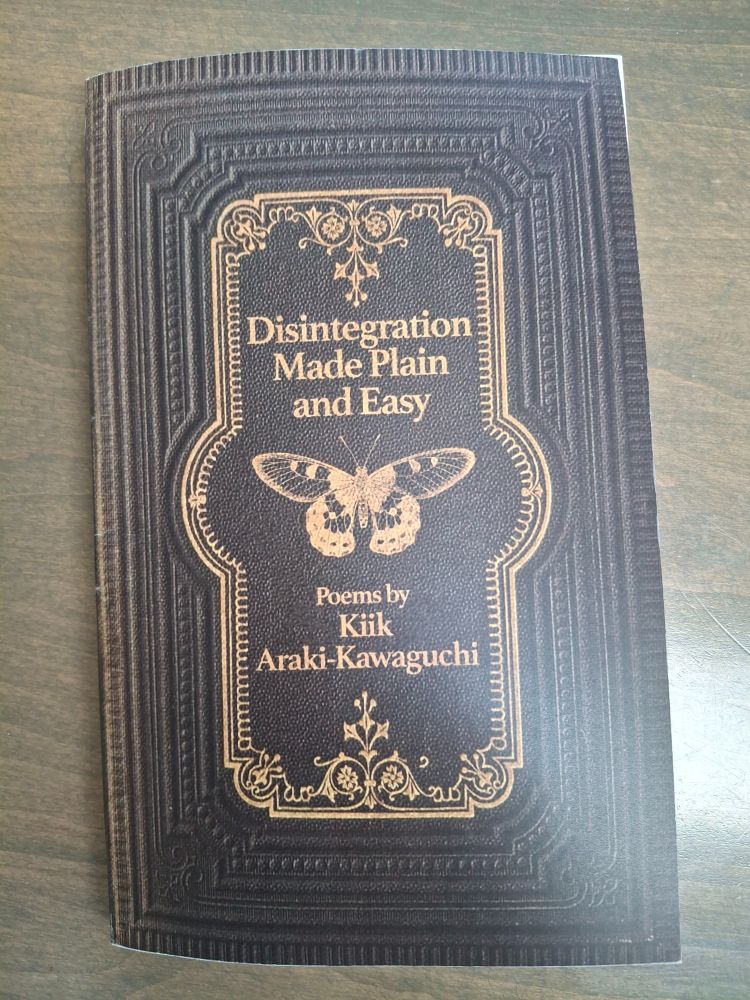 Disintegration
Made Plain
and Easy
Poems by
Kiik
Araki-Kawaguchi